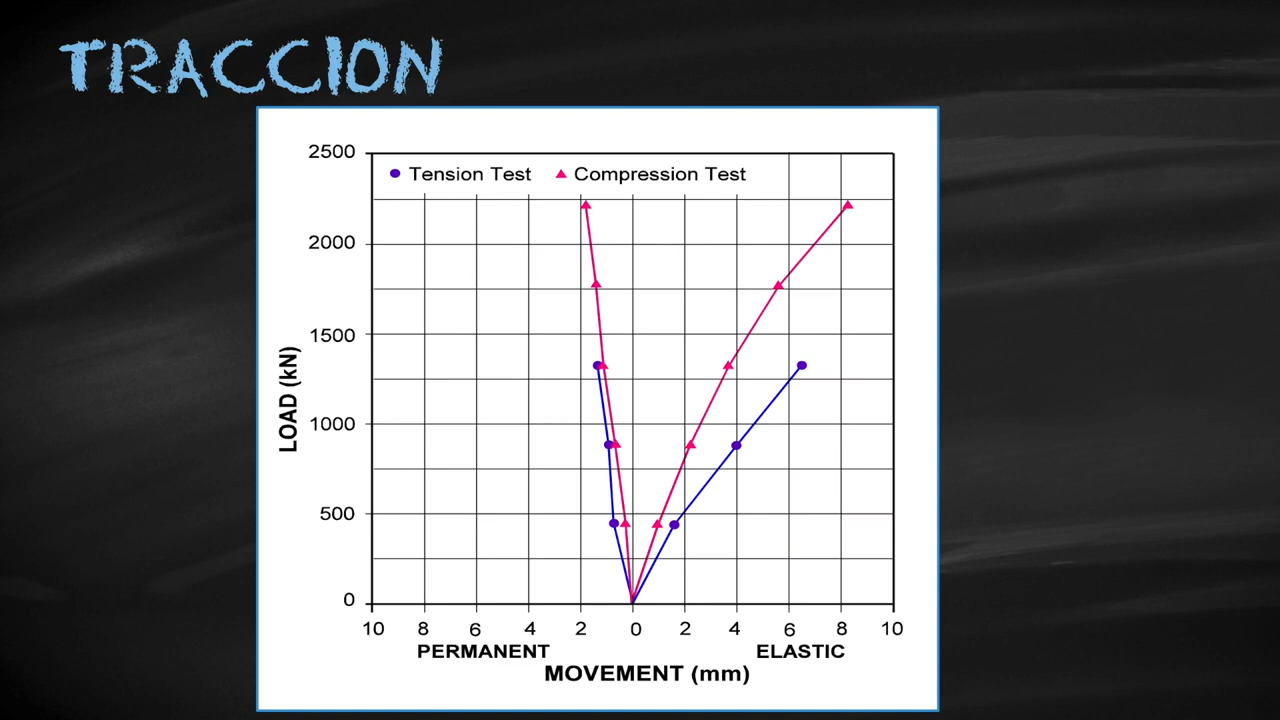 TRACCION
2500
Tension Test Compression Test
2000
1500
1000
500
0
LOAD (kN)
10 8 6 4 2 0 2 4 6 8 10
PERMANENT ELASTIC
MOVEMENT (mm)